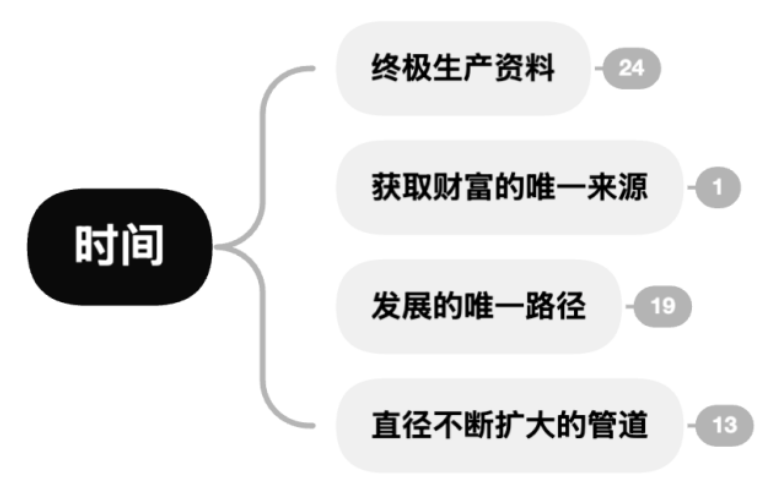 时间
终极生产资料 24
获取财富的唯一来源 1
发展的唯一路径 19
直径不断扩大的管道 13